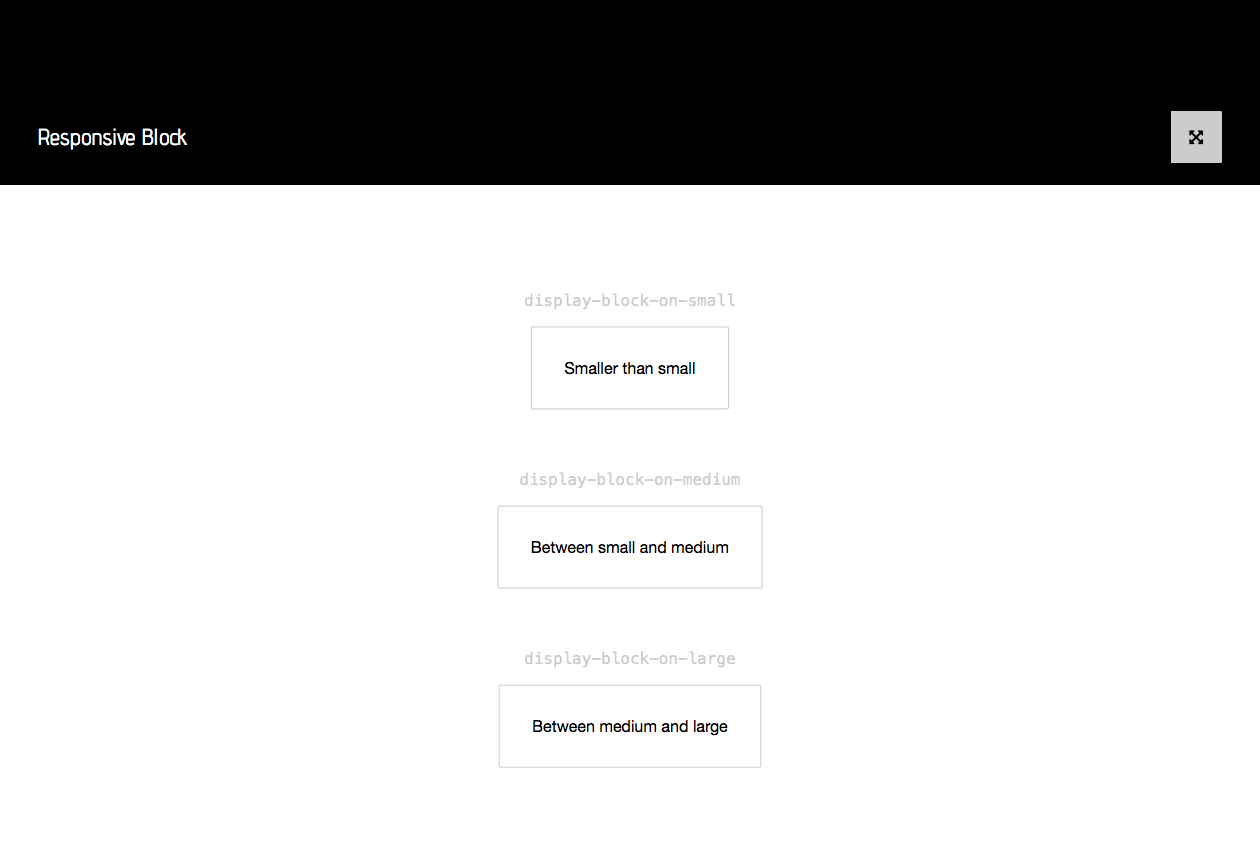 Responsive Block
display-block-on-small
Smaller than small
display-block-on-medium
Between small and medium
display-block-on-large
Between medium and large